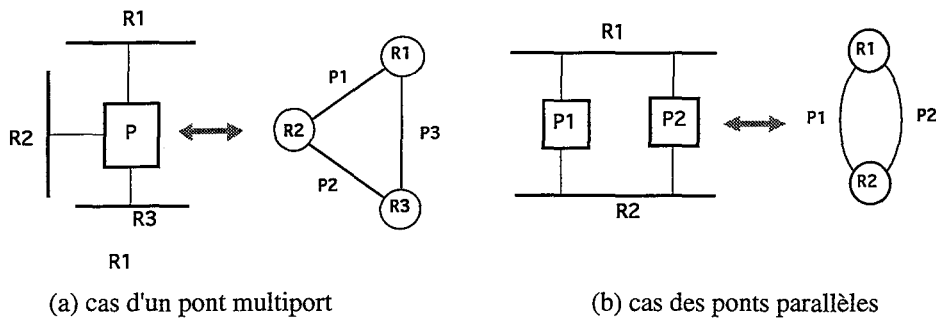 R1
R1
R1
R1
P1
P
R2
R2
P3
P1
P2
P1
P2
P2
R3
R2
R3
R2
R1
(a) cas d'un pont multiport
(b) cas des ponts parallèles